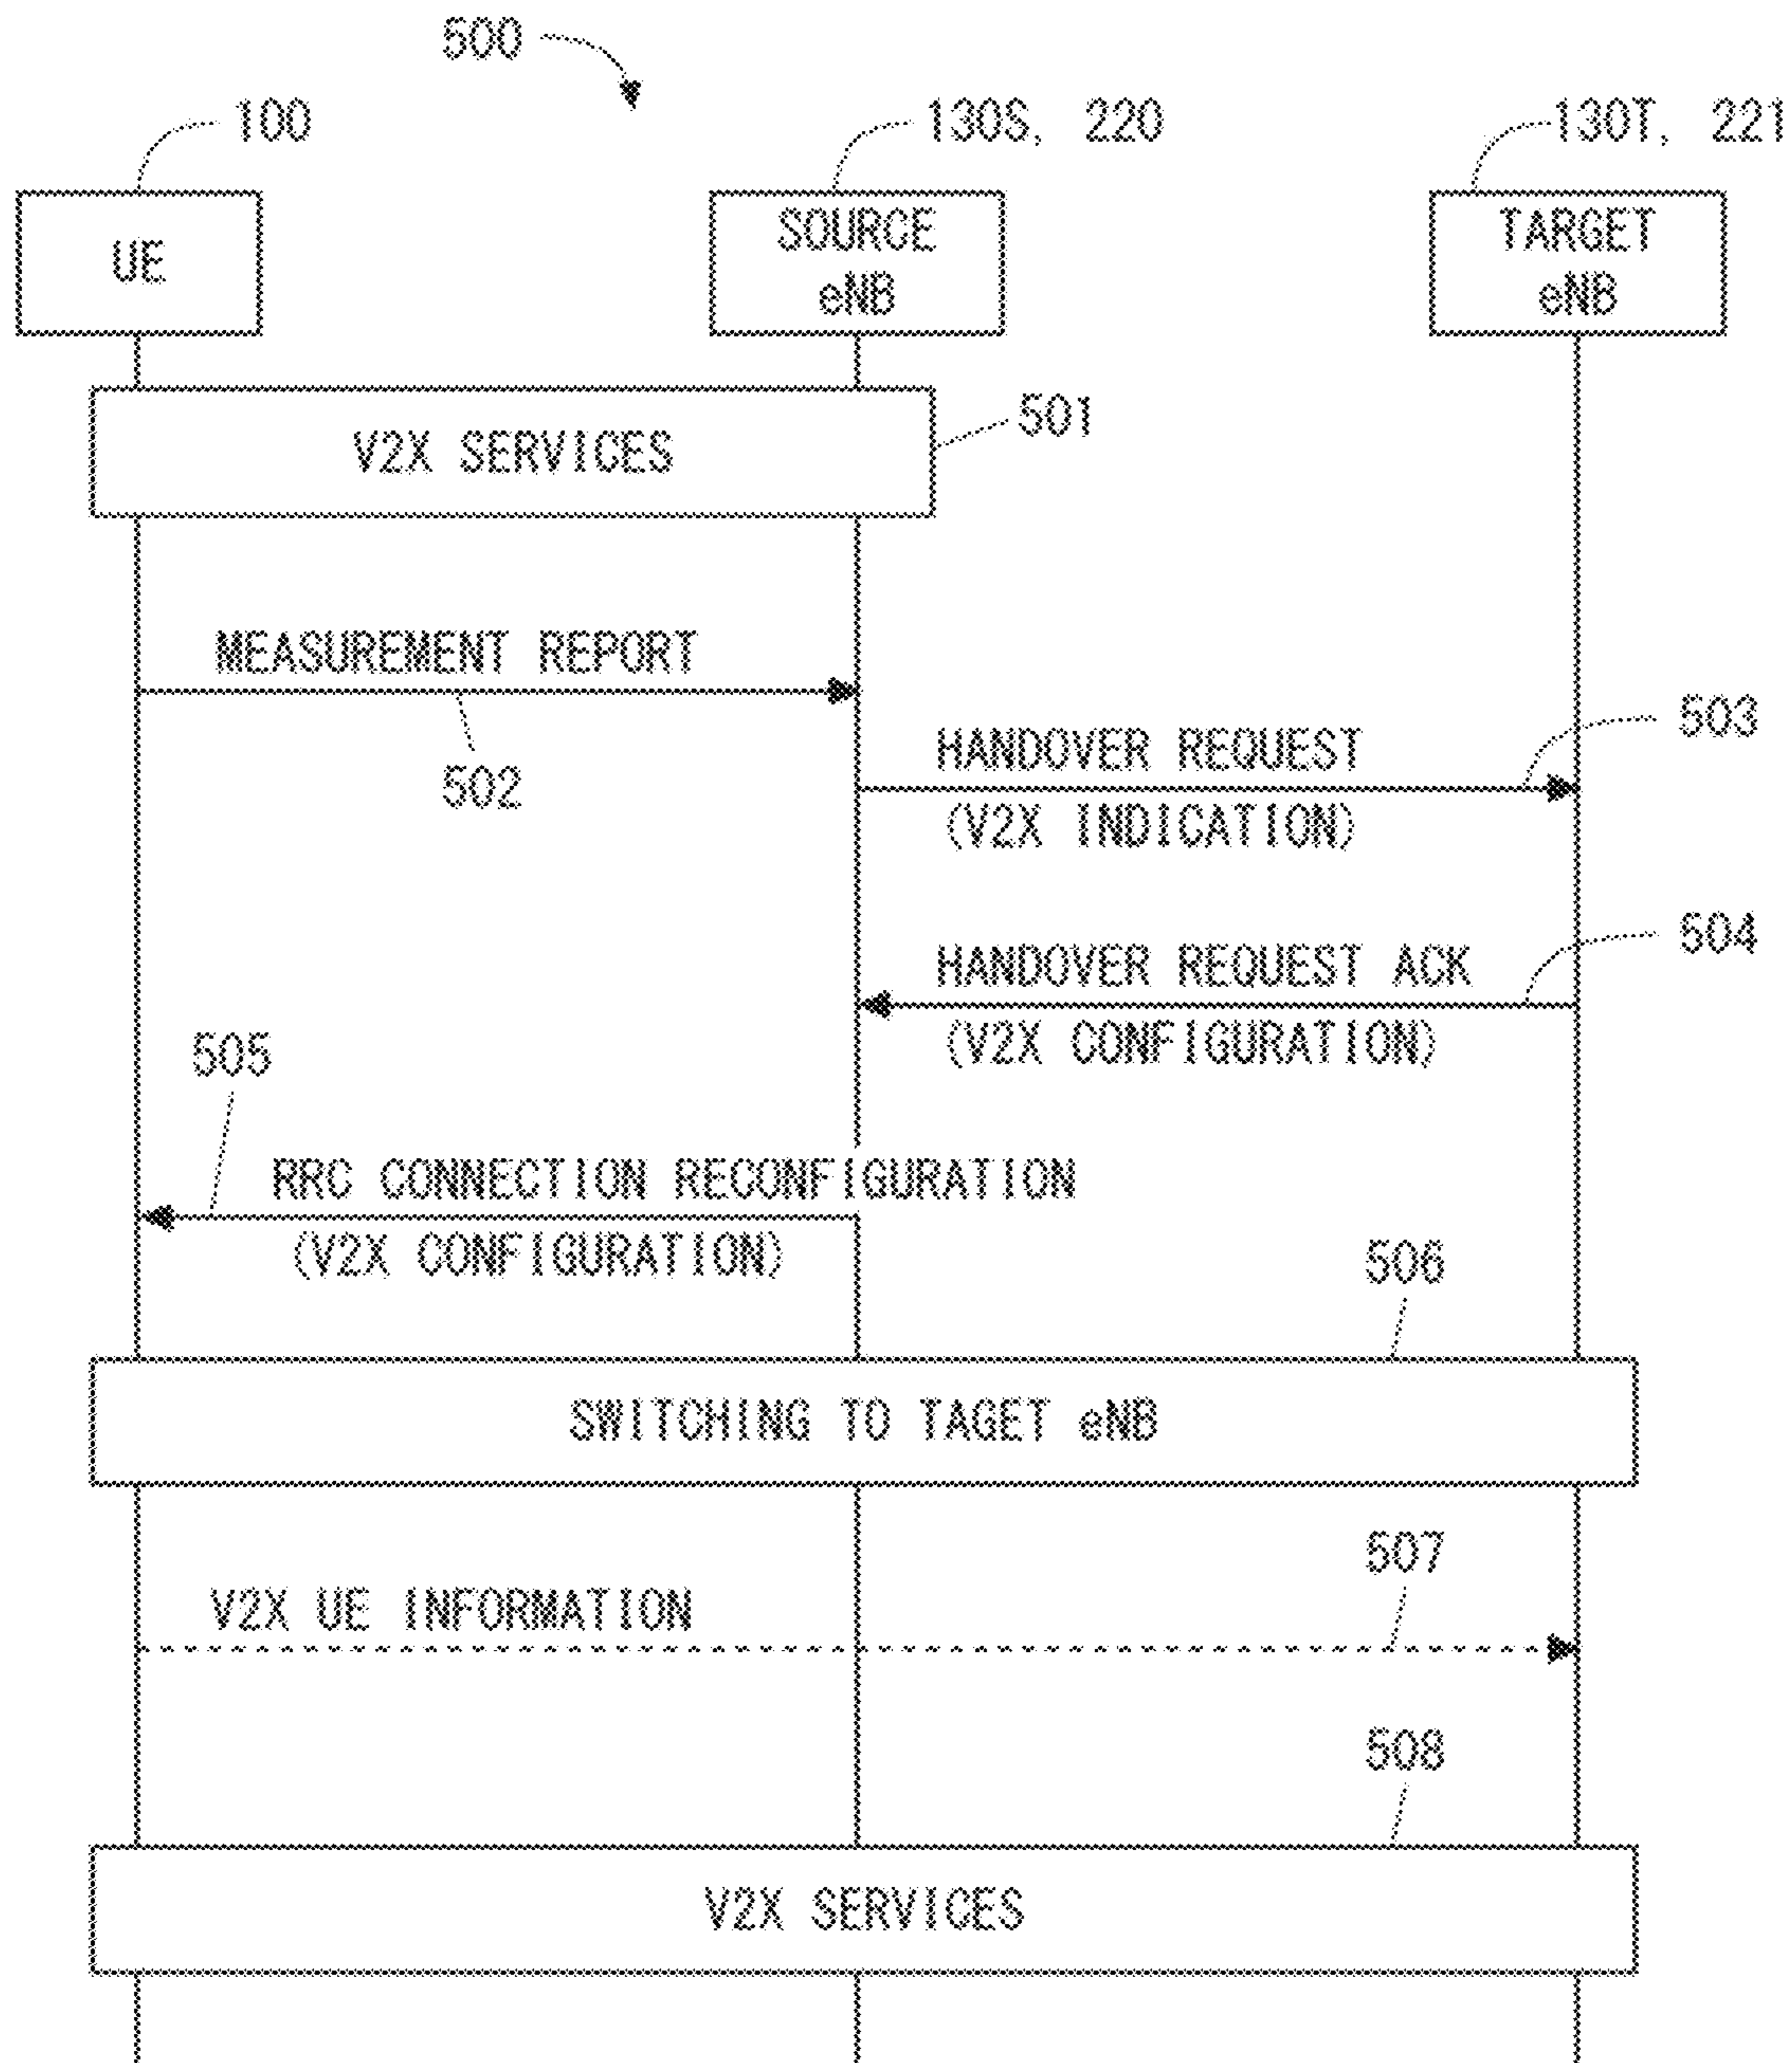 500
100
130S, 220
130T, 221
UE
SOURCE
eNB
TARGET
eNB
501
V2X SERVICES
MEASUREMENT REPORT
502
503
HANDOVER REQUEST
(V2X INDICATION)
504
HANDOVER REQUEST ACK
(V2X CONFIGURATION)
505
RRC CONNECTION RECONFIGURATION
(V2X CONFIGURATION)
506
SWITCHING TO TAGET eNB
507
V2X UE INFORMATION
508
V2X SERVICES